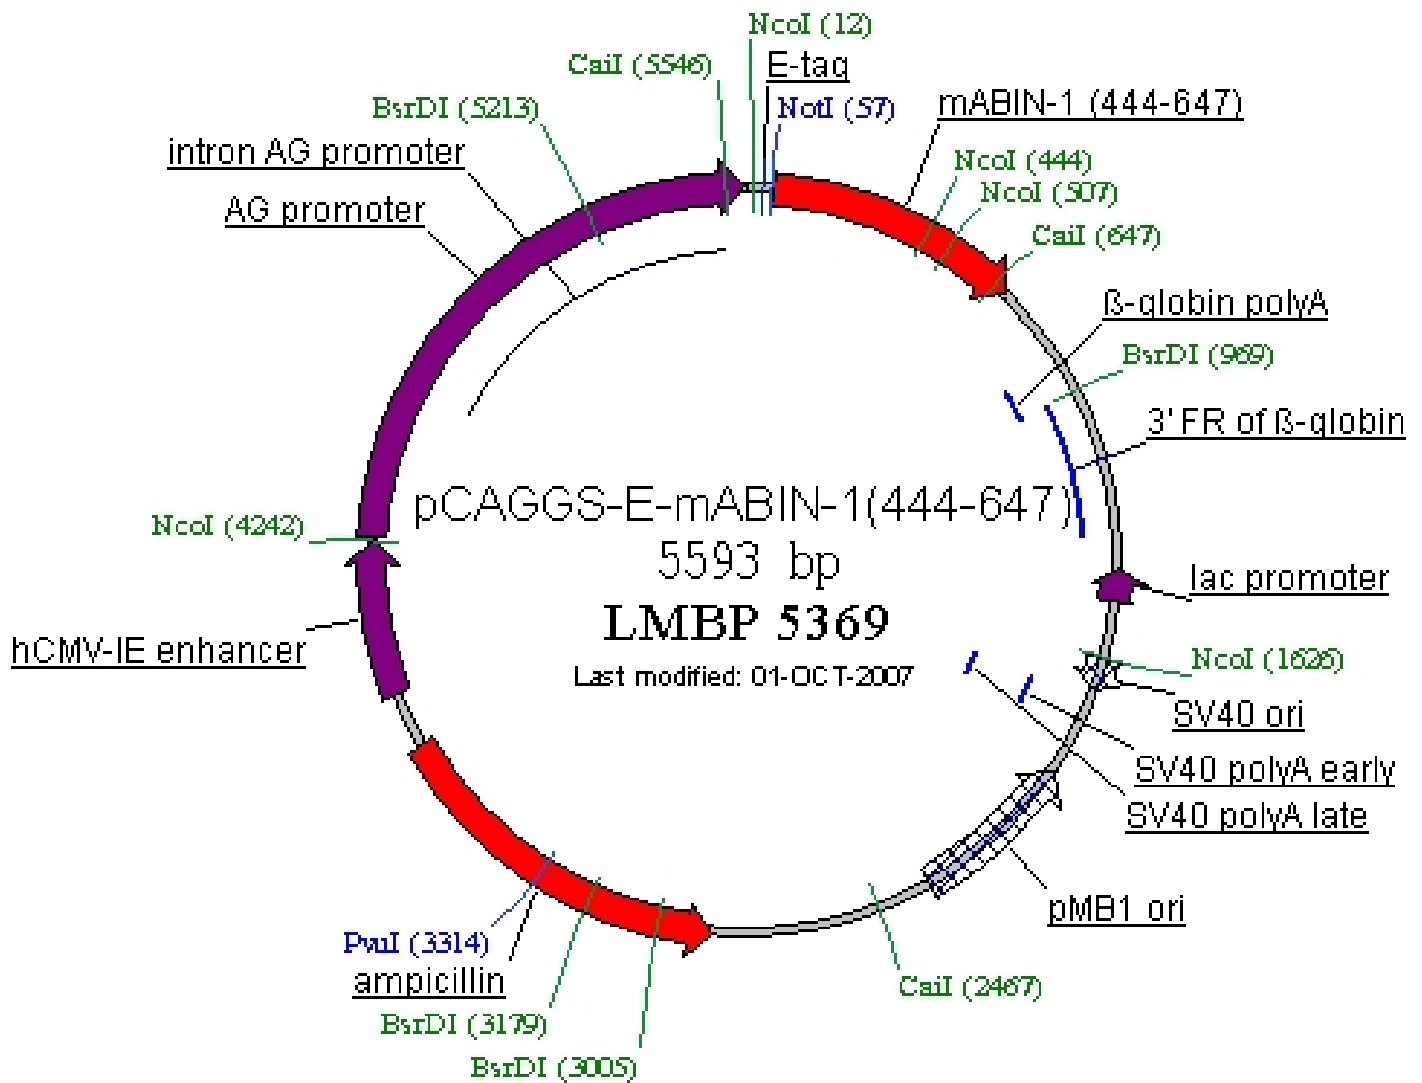 NcoI (12)
CaiI (5546)
E-taq
BsrDI (5213)
NotI (57)
mABIN-1 (444-647)
intron AG promoter
NcoI (444)
NcoI (507)
AG promoter
CaiI (647)
ß-qlobin polyA
BsrDI (969)
3' FR of ß-qlobin
pCAGGS-E-mABIN-1(444-647)
NcoI (4242)
5593 bp
lac promoter
LMBP 5369
hCMV-IE enhancer
NcoI (1626)
Last modified: 01-OCT-2007
SV40 ori
SV40 polyA early
SV40 polyA late
pMB1 ori
PvuI (3314)
ampicillin
CaiI (2467)
BsrDI (3179)
BsrDI (3005)